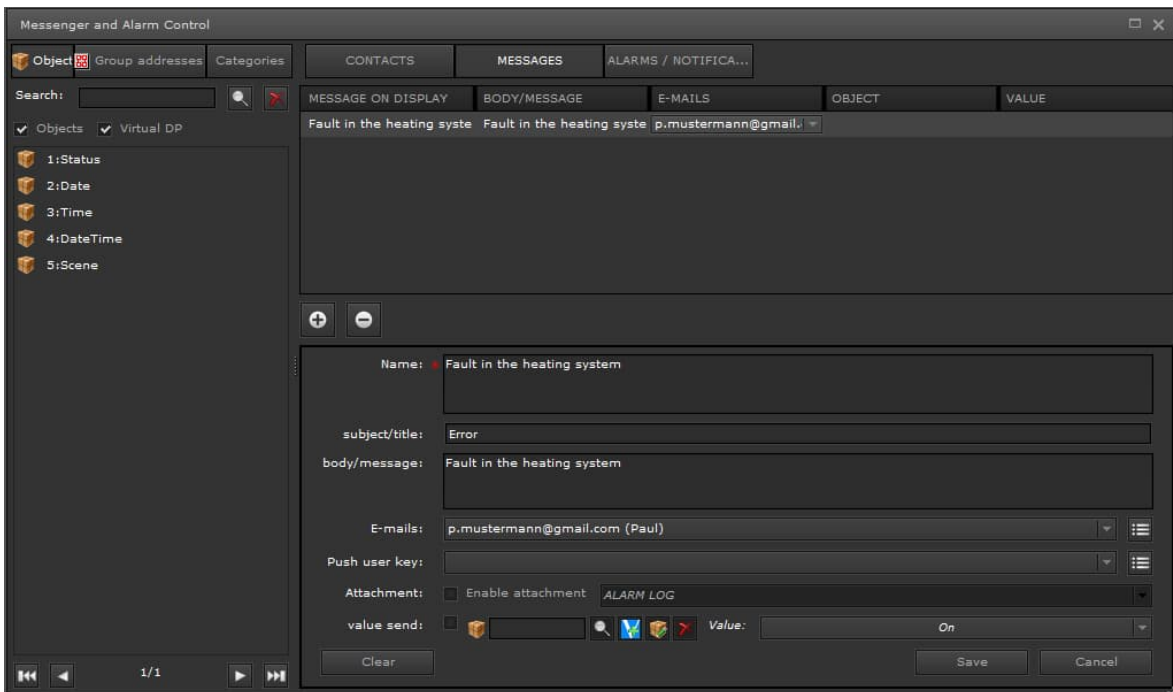 Messenger and Alarm Control
Object Group addresses Categories
CONTACTS MESSAGES ALARMS / NOTIFICA...
Search:
Objects Virtual DP
1:Status
2:Date
3:Time
4:DateTime
5:Scene
1/1
MESSAGE ON DISPLAY BODY/MESSAGE E-MAILS OBJECT VALUE
Fault in the heating syste Fault in the heating syste p.mustermann@gmail.
Name: Fault in the heating system
subject/title: Error
body/message: Fault in the heating system
E-mails: p.mustermann@gmail.com (Paul)
Push user key:
Attachment: Enable attachment ALARM LOG
value send: Value: On
Clear Save Cancel